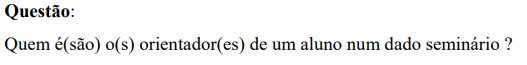 Questão:
Quem é(são) o(s) orientador(es) de um aluno num dado seminário ?